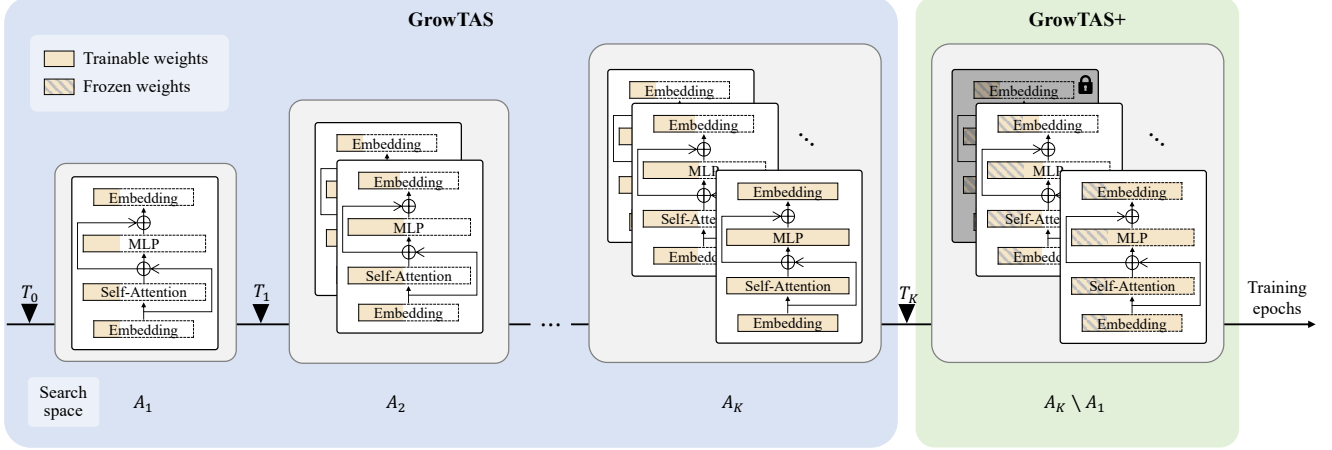 GrowTAS
GrowTAS+
Trainable weights
Frozen weights
Embedding
MLP
Self-Attention
Embedding
Embedding
Embedding
MLP
Self-Attention
Embedding
Embedding
Embedding
MLP
Self-Atte
Embedd
Embedding
MLP
Self-Attention
Embedding
Embedding
Embedding
MLP
Self-Atte
Embedd
Embedding
MLP
Self-Attention
Embedding
T0
T1
...
TK
Training
epochs
Search
space
A1
A2
AK
AK \ A1